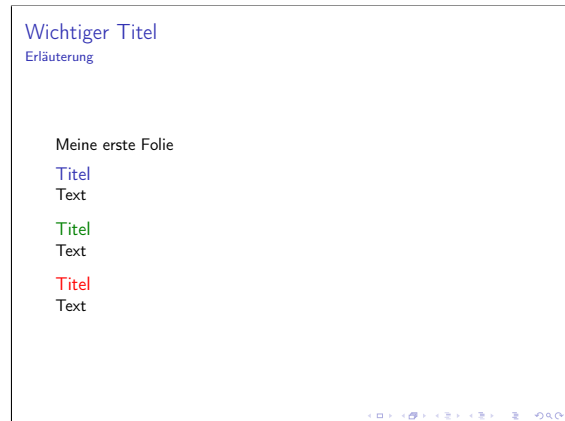 Wichtiger Titel
Erläuterung
Meine erste Folie
Titel
Text
Titel
Text
Titel
Text